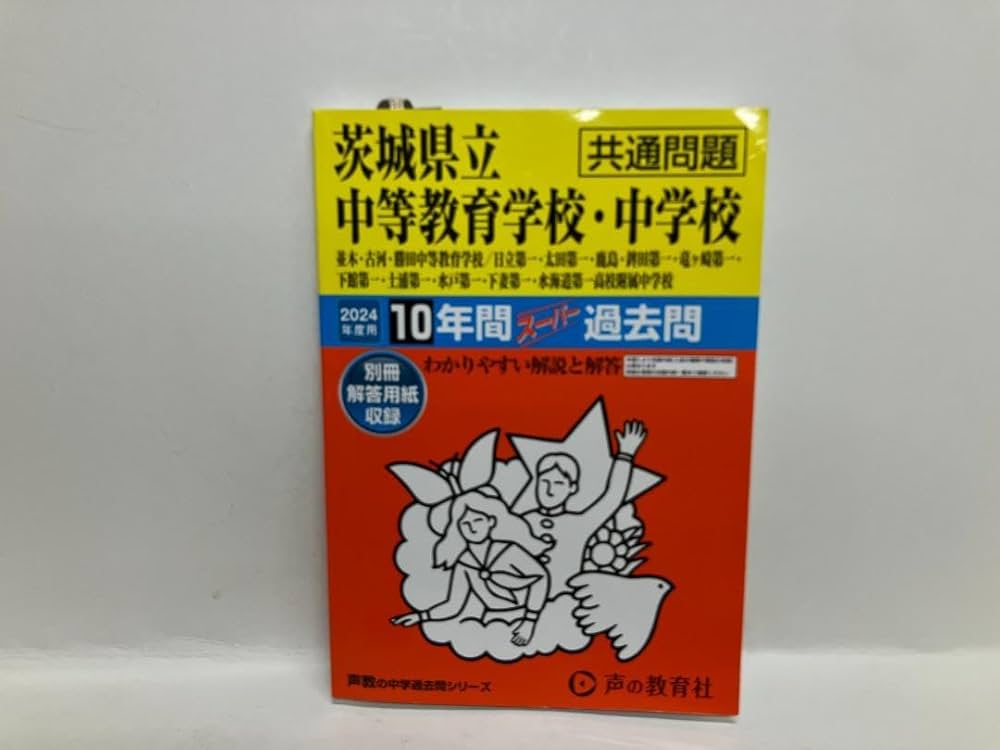 茨城県立
共通問題
中等教育学校・中学校
並木・古河・勝田中等教育学校／日立第一・太田第一・鹿島・鉾田第一・竜ヶ崎第一・
下館第一・土浦第一・水戸第一・下妻第一・水海道第一高校附属中学校
2024
年度用
10年間スーパー過去問
別冊
解答用紙
収録
わかりやすい解説と解答
声教の中学過去問シリーズ
声の教育社